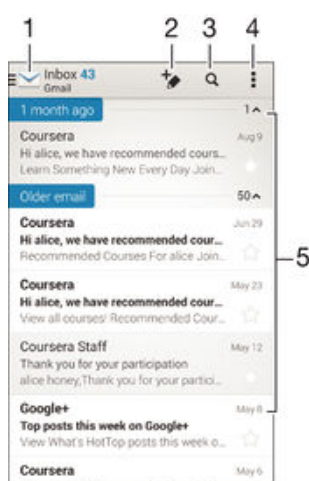 1 2 3 4
Inbox 43
Gmail
1 month ago 1
Coursera Aug 9
Hi alice, we have recommended cours...
Learn Something New Every Day Join...
Older email 50
Coursera Jun 29
Hi alice, we have recommended cour...
Recommended Courses For alice Join...
5
Coursera May 23
Hi alice, we have recommended cour...
View all courses! Recommended Cour...
Coursera Staff May 12
Thank you for your participation
alice honey,Thank you for your partici...
Google+ May 8
Top posts this week on Google+
View What's HotTop posts this week o...
Coursera May 6